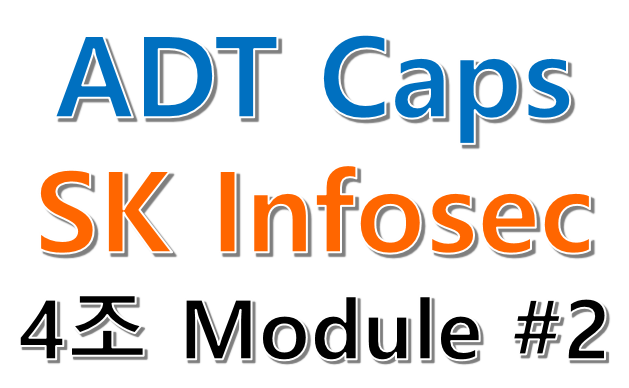 ADT Caps
SK Infosec
4조 Module #2